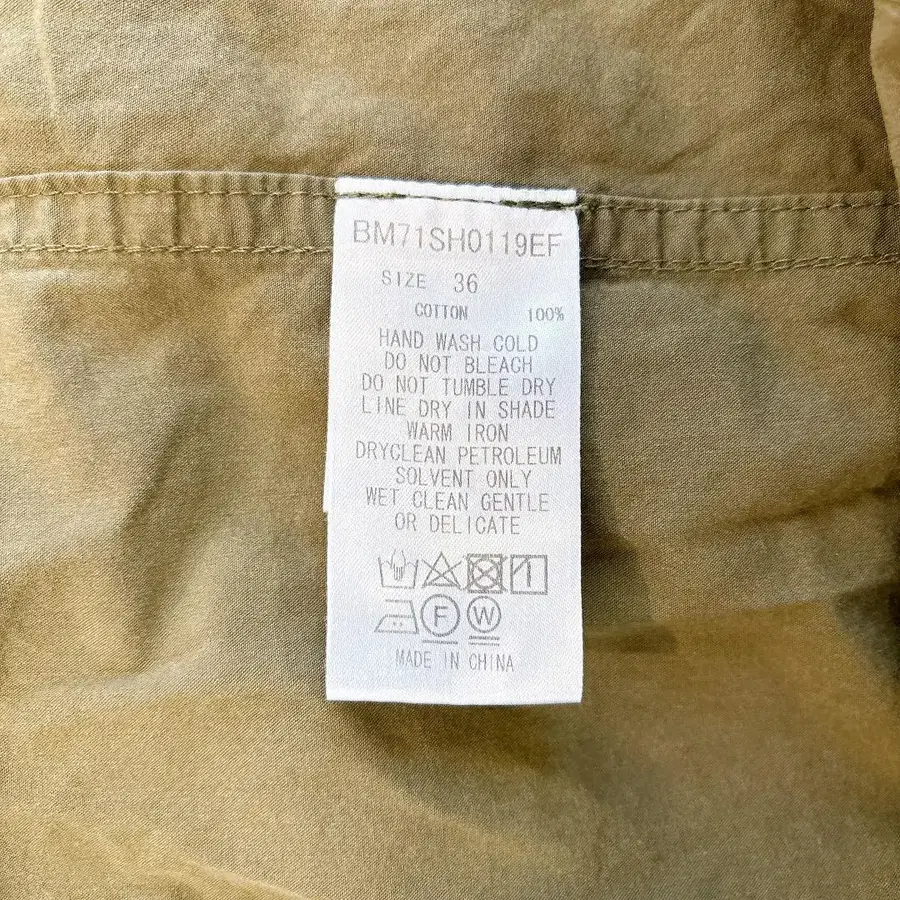 BM71SH0119EF
SIZE 36
COTTON 100%
HAND WASH COLD
DO NOT BLEACH
DO NOT TUMBLE DRY
LINE DRY IN SHADE
WARM IRON
DRYCLEAN PETROLEUM
SOLVENT ONLY
WET CLEAN GENTLE
OR DELICATE
F W
MADE IN CHINA